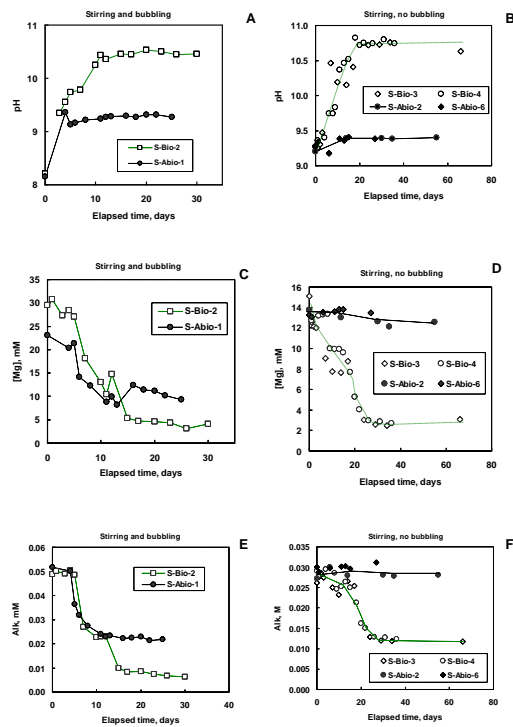 Stirring and bubbling
A
pH
12
11
10
9
8
0 10 20 30 40
S-Bio-2
S-Abio-1
Elapsed time, days
Stirring, no bubbling
B
pH
11.0
10.5
10.0
9.5
9.0
0 20 40 60 80
S-Bio-3 S-Bio-4
S-Abio-2 S-Abio-6
Elapsed time, days
Stirring and bubbling
C
[Mg], mM
35
30
25
20
15
10
5
0
0 10 20 30 40
S-Bio-2
S-Abio-1
Elapsed time, days
Stirring, no bubbling
D
[Mg], mM
16
14
12
10
8
6
4
2
0
0 20 40 60 80
S-Bio-3 S-Bio-4
S-Abio-2 S-Abio-6
Elapsed time, days
Stirring and bubbling
E
Alk, mM
0.06
0.05
0.04
0.03
0.02
0.01
0.00
0 10 20 30 40
S-Bio-2
S-Abio-1
Elapsed time, days
Stirring, no bubbling
F
Alk, M
0.035
0.030
0.025
0.020
0.015
0.010
0.005
0.000
0 20 40 60 80
S-Bio-3 S-Bio-4
S-Abio-2 S-Abio-6
Elapsed time, days